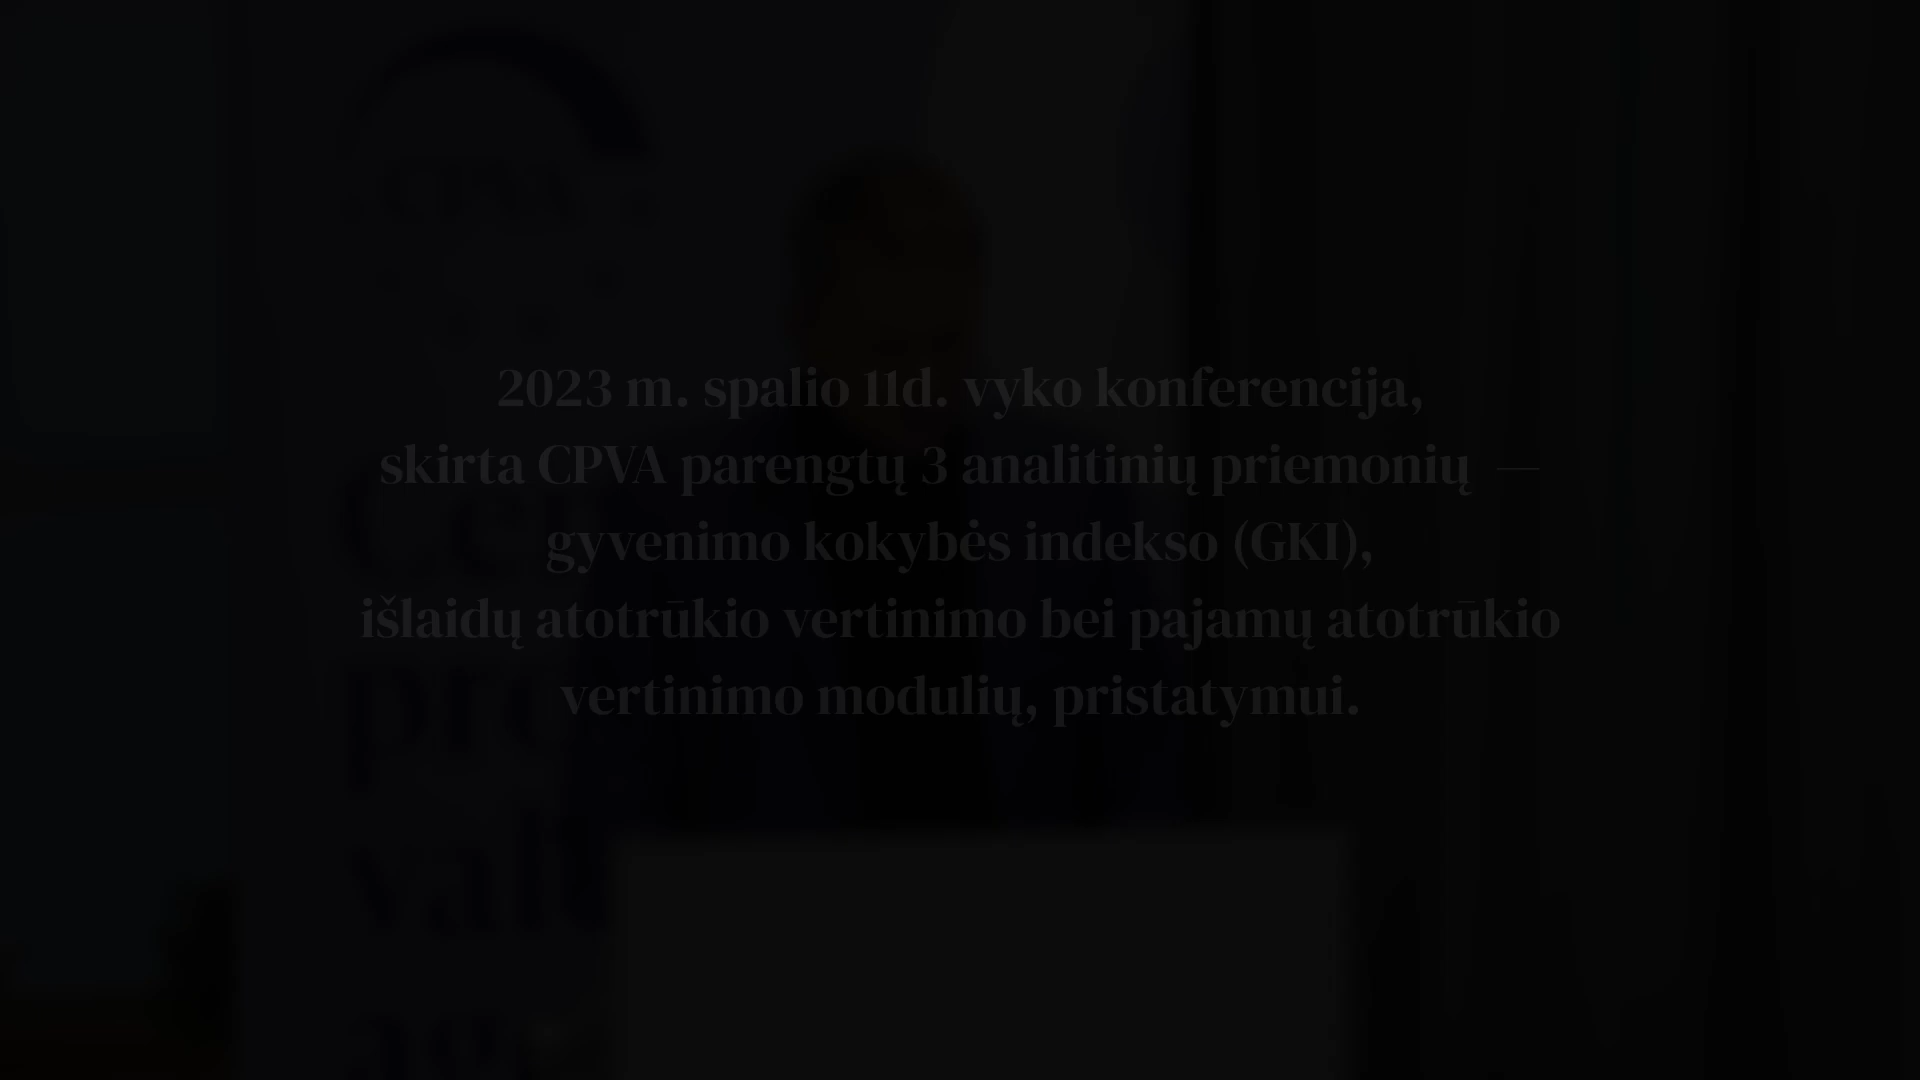 2023 m. spalio 11d. vyko konferencija,
skirta CPVA parengtų 3 analitinių priemonių —
gyvenimo kokybės indekso (GKI),
išlaidų atotrūkio vertinimo bei pajamų atotrūkio
vertinimo modulių, pristatymui.